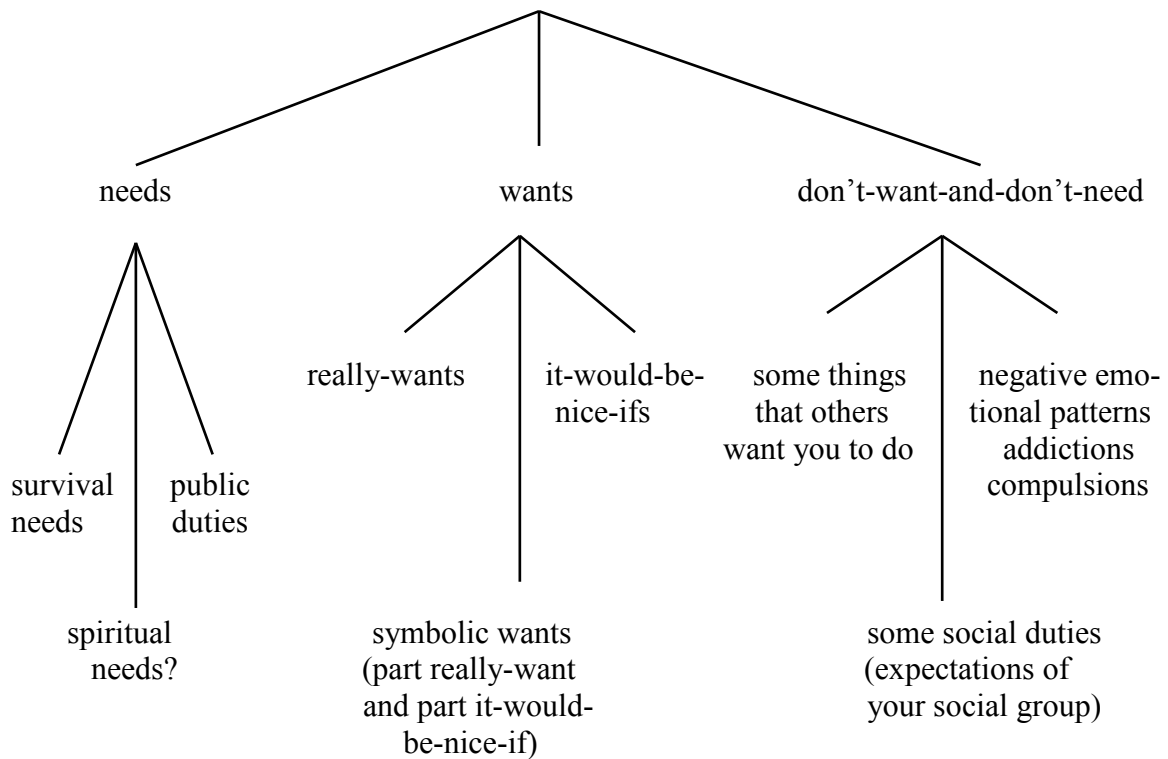 needs
wants
don’t-want-and-don’t-need
really-wants
it-would-be-
nice-ifs
some things
that others
want you to do
negative emo-
tional patterns
addictions
compulsions
survival
needs
public
duties
spiritual
needs?
symbolic wants
(part really-want
and part it-would-
be-nice-if)
some social duties
(expectations of
your social group)